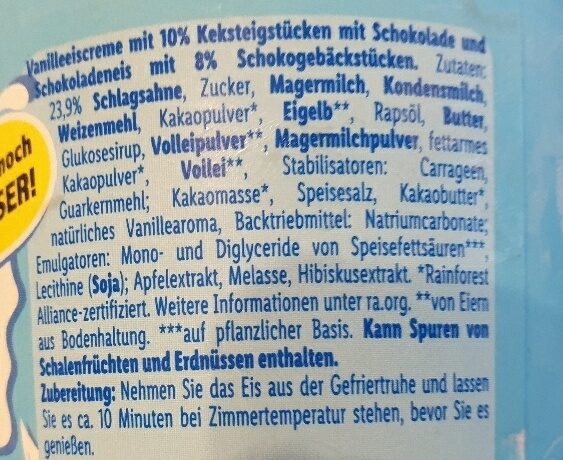 Vanilleeiscreme mit 10% Keksteigstücken mit Schokolade und
Schokoladeneis mit 8% Schokogebäckstücken. Zutaten:
23,9% Schlagsahne, Zucker, Magermilch, Kondensmilch,
Weizenmehl, Kakaopulver*, Eigelb**, Rapsöl, Butter,
Glukosesirup, Volleipulver**, Magermilchpulver, fettarmes
Kakaopulver*, Vollei**, Stabilisatoren: Carrageen,
Guarkernmehl; Kakaomasse*, Speisesalz, Kakaobutter*,
natürliches Vanillearoma, Backtriebmittel: Natriumcarbonate;
Emulgatoren: Mono- und Diglyceride von Speisefettsäuren***,
Lecithine (Soja); Apfelextrakt, Melasse, Hibiskusextrakt. *Rainforest
Alliance-zertifiziert. Weitere Informationen unter ra.org. **von Eiern
aus Bodenhaltung. ***auf pflanzlicher Basis. Kann Spuren von
Schalenfrüchten und Erdnüssen enthalten.
Zubereitung: Nehmen Sie das Eis aus der Gefriertruhe und lassen
Sie es ca. 10 Minuten bei Zimmertemperatur stehen, bevor Sie es
genießen.
noch
SER!